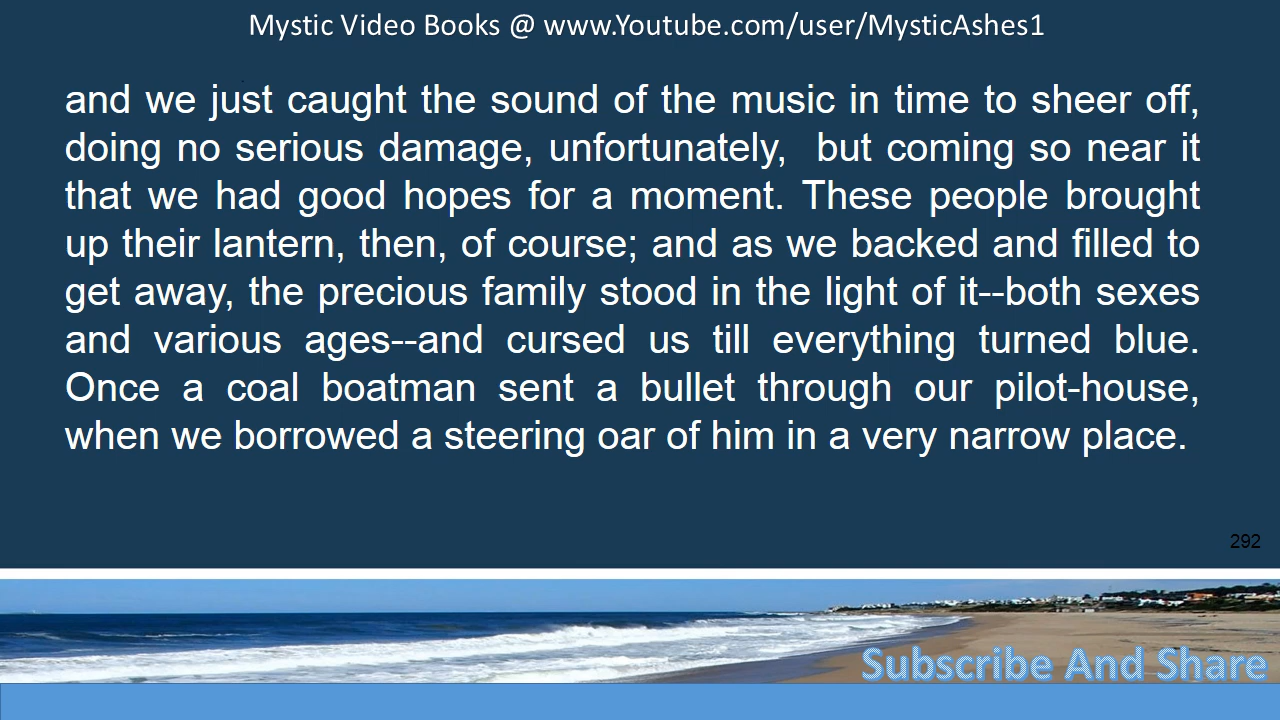 Mystic Video Books @ www.Youtube.com/user/MysticAshes1
and we just caught the sound of the music in time to sheer off,
doing no serious damage, unfortunately,  but coming so near it
that we had good hopes for a moment. These people brought
up their lantern, then, of course; and as we backed and filled to
get away, the precious family stood in the light of it--both sexes
and various ages--and cursed us till everything turned blue.
Once a coal boatman sent a bullet through our pilot-house,
when we borrowed a steering oar of him in a very narrow place.
292
Subscribe And Share